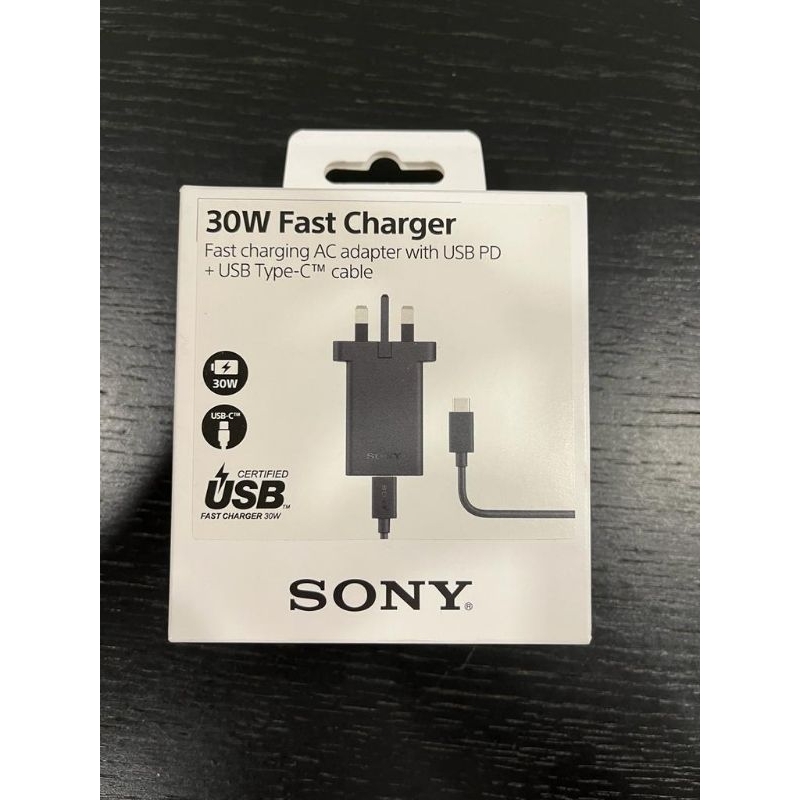 30W Fast Charger
Fast charging AC adapter with USB PD
+ USB Type-C™ cable
30W
USB-C™
SONY
CERTIFIED
USB™
FAST CHARGER 30W
SONY®